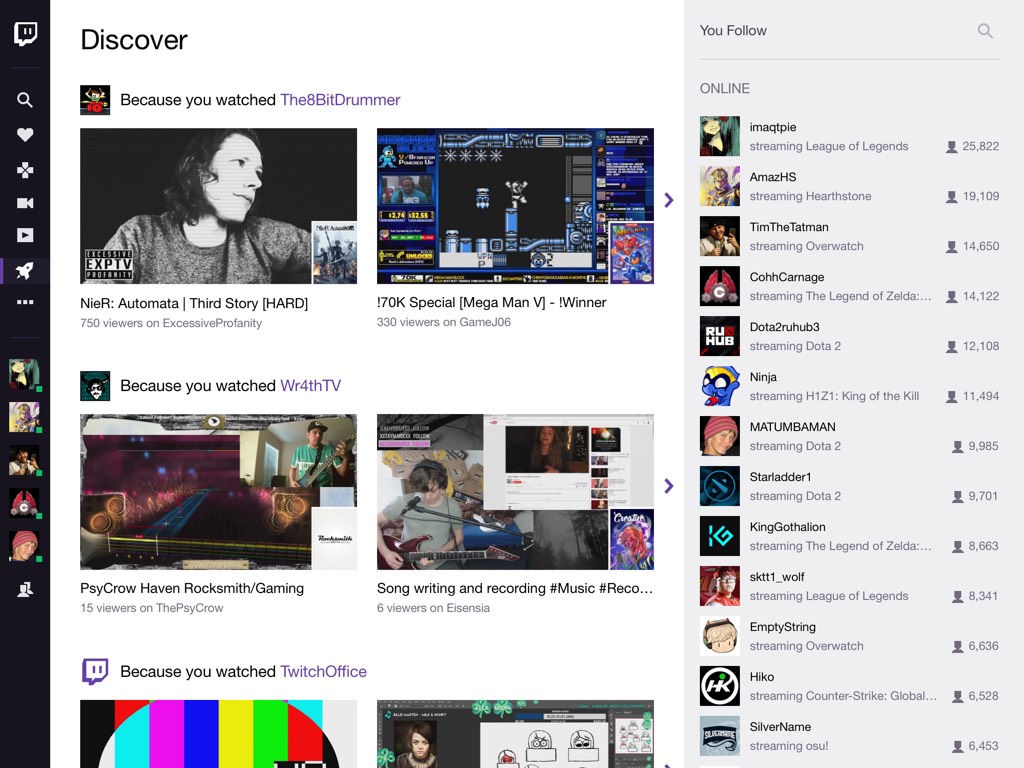 Discover
Because you watched The8BitDrummer
EXCESSIVE
EXPTV
PROFANITY
NieR: Automata | Third Story [HARD]
750 viewers on ExcessiveProfanity
!70K Special [Mega Man V] - !Winner
330 viewers on GameJ06
Because you watched Wr4thTV
Rocksmith
PsyCrow Haven Rocksmith/Gaming
15 viewers on ThePsyCrow
Creative
Song writing and recording #Music #Reco…
6 viewers on Eisensia
Because you watched TwitchOffice
You Follow
ONLINE
imaqtpie
streaming League of Legends 25,822
AmazHS
streaming Hearthstone 19,109
TimTheTatman
streaming Overwatch 14,650
CohhCarnage
streaming The Legend of Zelda:… 14,122
RU HUB
Dota2ruhub3
streaming Dota 2 12,108
Ninja
streaming H1Z1: King of the Kill 11,494
MATUMBAMAN
streaming Dota 2 9,985
Starladder1
streaming Dota 2 9,701
KingGothalion
streaming The Legend of Zelda:… 8,663
sktt1_wolf
streaming League of Legends 8,341
EmptyString
streaming Overwatch 6,636
Hiko
streaming Counter-Strike: Global… 6,528
SilverName
streaming osu! 6,453